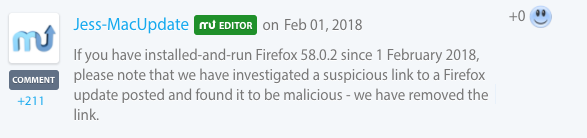 Jess-MacUpdate mu EDITOR on Feb 01, 2018 +0
If you have installed-and-run Firefox 58.0.2 since 1 February 2018,
please note that we have investigated a suspicious link to a Firefox
COMMENT update posted and found it to be malicious - we have removed the
+211 link.